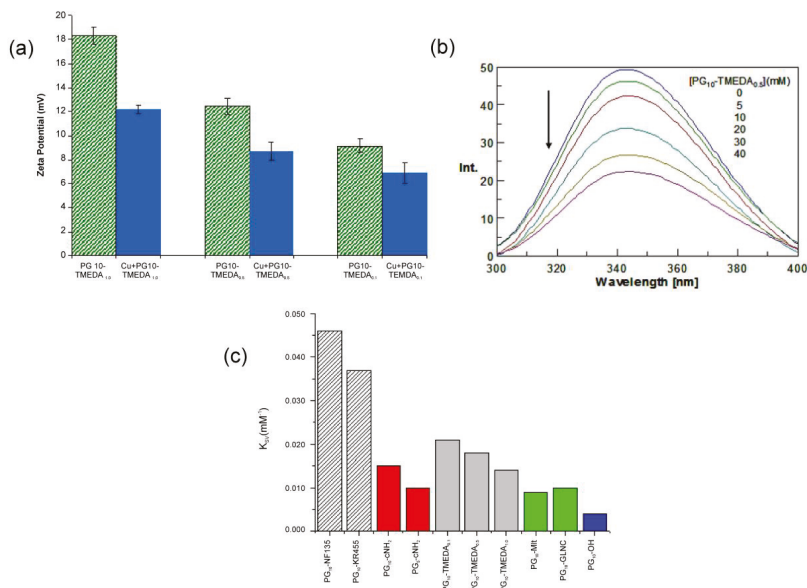 (a)
Zeta Potential (mV)
20
18
16
14
12
10
8
6
4
2
0
PG 10-
TMEDA 1.0
Cu+PG10-
TMEDA 1.0
PG10-
TMEDA0.5
Cu+PG10-
TMEDA0.5
PG10-
TMEDA0.1
Cu+PG10-
TEMDA0.1
(b)
50
40
30
Int.
20
10
0
300 320 340 360 380 400
Wavelength [nm]
[PG10-TMEDA0.5](mM)
0
5
10
20
30
40
(c)
KSV(mM-1)
0.050
0.040
0.030
0.020
0.010
0.000
PG10-NF135
PG10-KR455
PG10-cNH2
PG5-cNH2
PG10-TMEDA0.1
PG10-TMEDA0.5
PG10-TMEDA1.0
PG10-Mlt
PG10-GLNC
PG10-OH